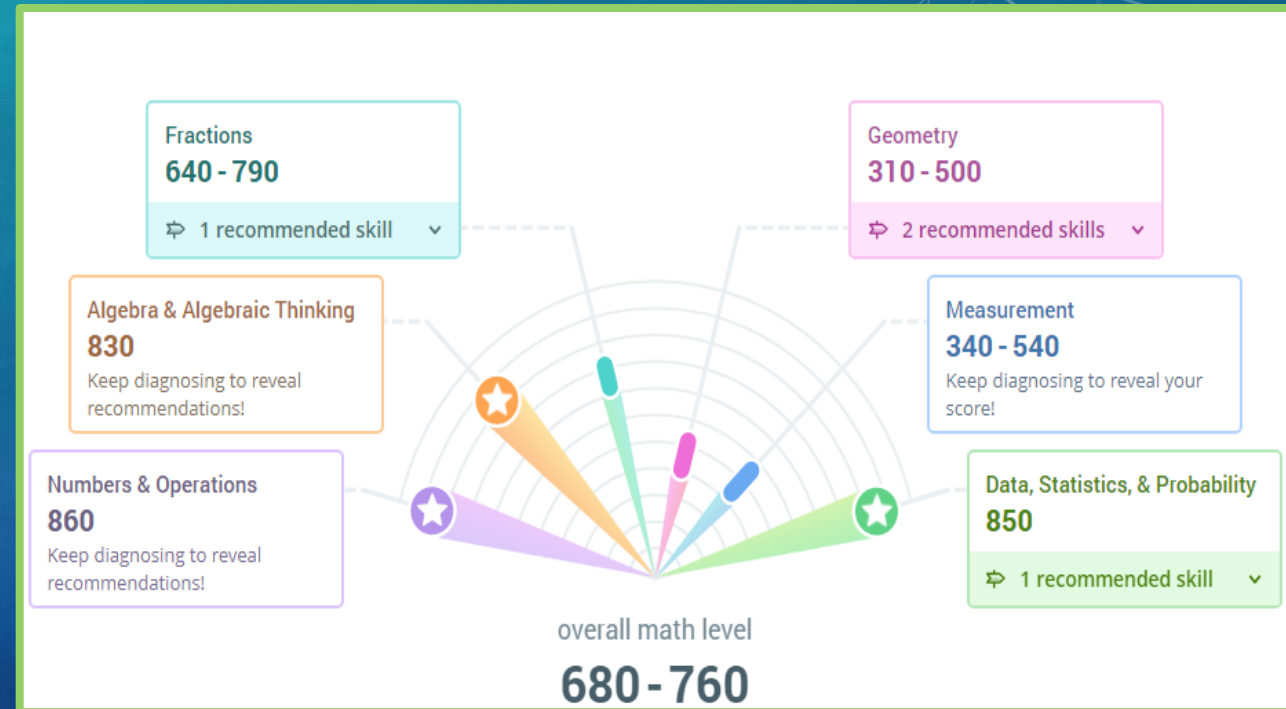 Fractions
640 - 790
1 recommended skill
Geometry
310 - 500
2 recommended skills
Algebra & Algebraic Thinking
830
Keep diagnosing to reveal
recommendations!
Measurement
340 - 540
Keep diagnosing to reveal your
score!
Numbers & Operations
860
Keep diagnosing to reveal
recommendations!
Data, Statistics, & Probability
850
1 recommended skill
overall math level
680 - 760